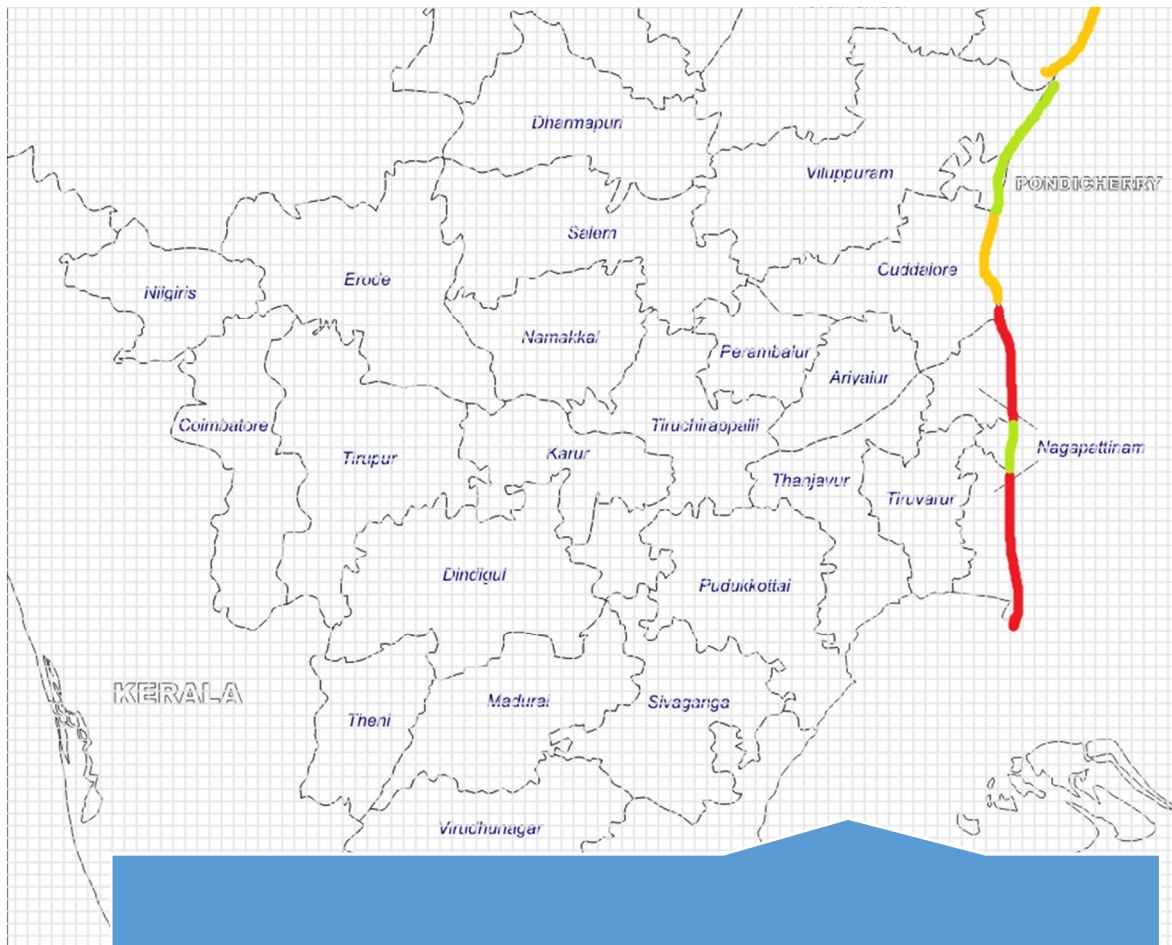 Dharmapuri
Viluppuram
PONDICHERRY
Salem
Cuddalore
Erode
Nilgiris
Namakkal
Perambalur
Ariyalur
Coimbatore
Tiruchirappalli
Nagapattinam
Karur
Tirupur
Thanjavur
Tiruvarur
Dindigul
Pudukkottai
KERALA
Madurai
Sivaganga
Theni
Virudhunagar